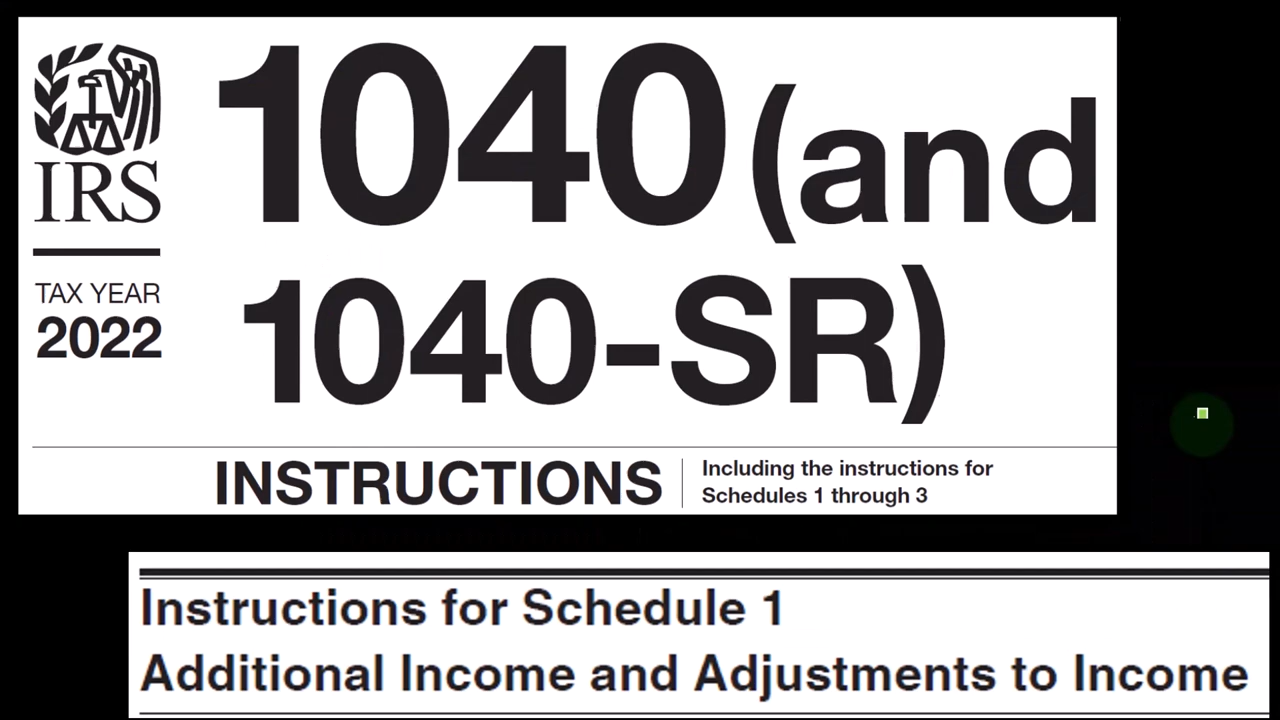 1040 (and
1040-SR)
IRS
TAX YEAR
2022
INSTRUCTIONS
Including the instructions for
Schedules 1 through 3
Instructions for Schedule 1
Additional Income and Adjustments to Income